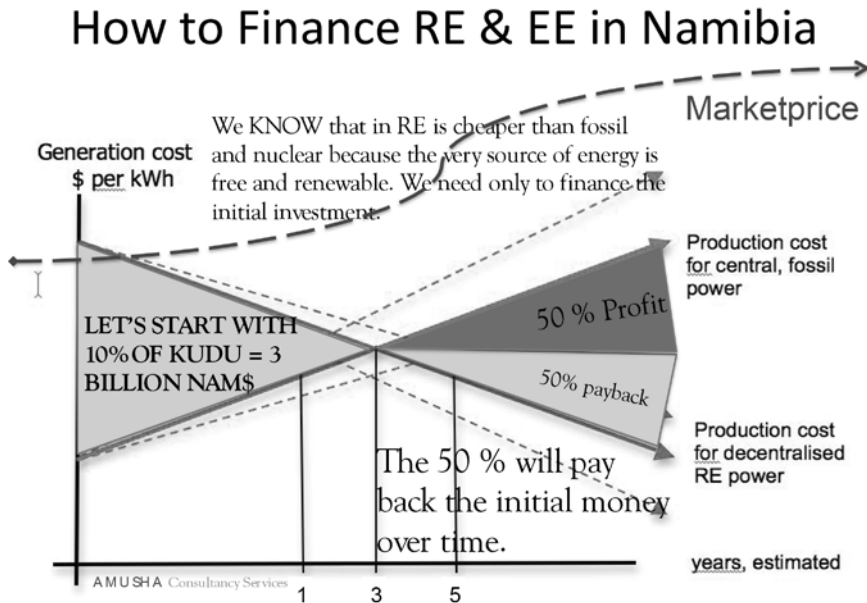 How to Finance RE & EE in Namibia
Marketprice
We KNOW that in RE is cheaper than fossil
and nuclear because the very source of energy is
free and renewable. We need only to finance the
initial investment.
Generation cost
$ per kWh
Production cost
for central, fossil
power
50 % Profit
LET'S START WITH
10% OF KUDU = 3
BILLION NAM$
50% payback
Production cost
for decentralised
RE power
The 50 % will pay
back the initial money
over time.
years, estimated
AMUSHA Consultancy Services
1 3 5